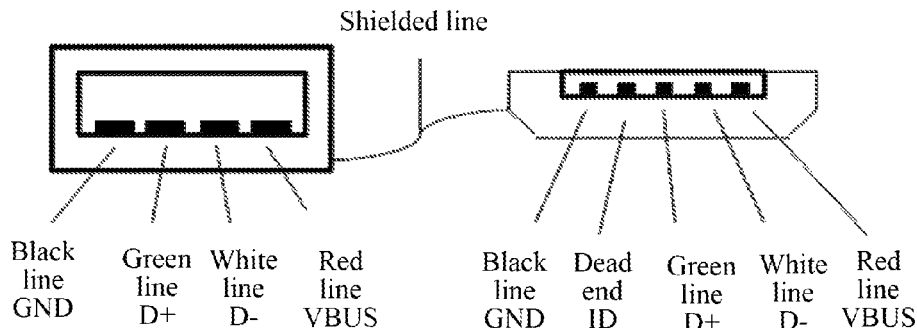 Shielded line
Black
line
GND
Green
line
D+
White
line
D-
Red
line
VBUS
Black
line
GND
Dead
end
ID
Green
line
D+
White
line
D-
Red
line
VBUS